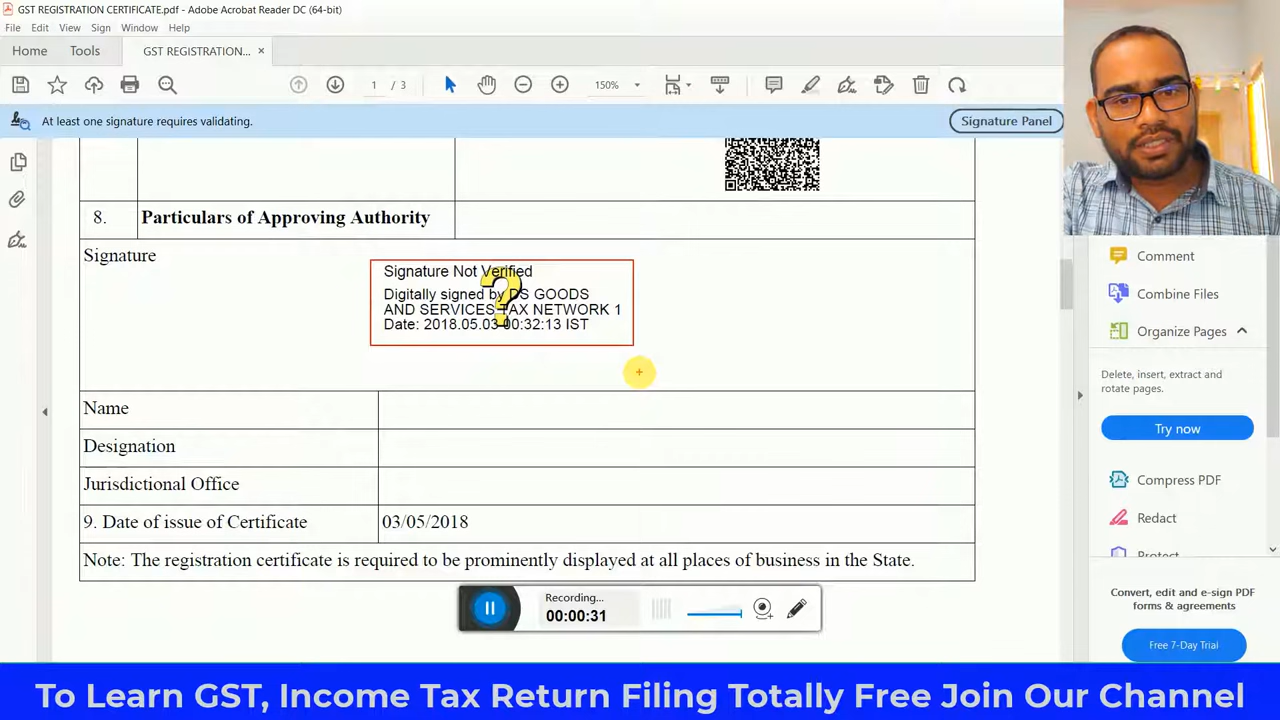 GST REGISTRATION CERTIFICATE.pdf - Adobe Acrobat Reader DC (64-bit)
File Edit View Sign Window Help
Home Tools GST REGISTRATION... ×
1 / 3 150%
At least one signature requires validating.
Signature Panel
8. Particulars of Approving Authority
Signature
Signature Not Verified
Digitally signed by DS GOODS
AND SERVICES TAX NETWORK 1
Date: 2018.05.03 00:32:13 IST
Name
Designation
Jurisdictional Office
9. Date of issue of Certificate 03/05/2018
Note: The registration certificate is required to be prominently displayed at all places of business in the State.
Recording...
00:00:31
Comment
Combine Files
Organize Pages
Delete, insert, extract and
rotate pages.
Try now
Compress PDF
Redact
Protect
Convert, edit and e-sign PDF
forms & agreements
Free 7-Day Trial
To Learn GST, Income Tax Return Filing Totally Free Join Our Channel